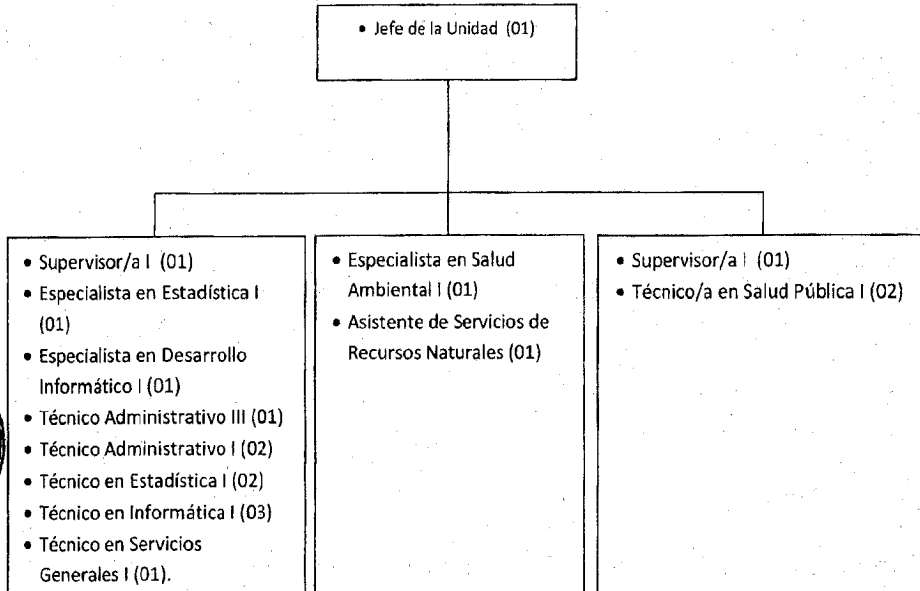 • Jefe de la Unidad (01)
• Supervisor/a I (01)
• Especialista en Estadística I
(01)
• Especialista en Desarrollo
Informático I (01)
• Técnico Administrativo III (01)
• Técnico Administrativo I (02)
• Técnico en Estadística I (02)
• Técnico en Informática I (03)
• Técnico en Servicios
Generales I (01).
• Especialista en Salud
Ambiental I (01)
• Asistente de Servicios de
Recursos Naturales (01)
• Supervisor/a I (01)
• Técnico/a en Salud Pública I (02)